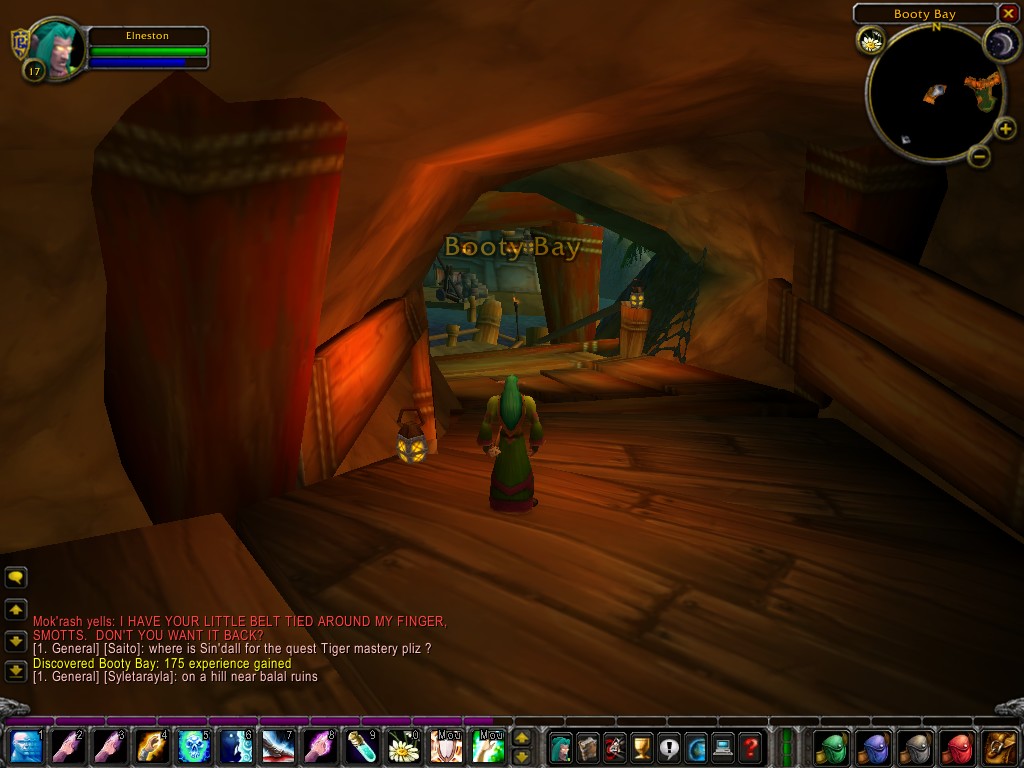 Elneston
17
Booty Bay
N
Booty Bay
Mok'rash yells: I HAVE YOUR LITTLE BELT TIED AROUND MY FINGER,
SMOTTS. DON'T YOU WANT IT BACK?
[1. General] [Saito]: where is Sin'dall for the quest Tiger mastery pliz ?
Discovered Booty Bay: 175 experience gained
[1. General] [Syletarayla]: on a hill near balal ruins
1 2 3 4 5 6 7 8 9 0 Mou Mou